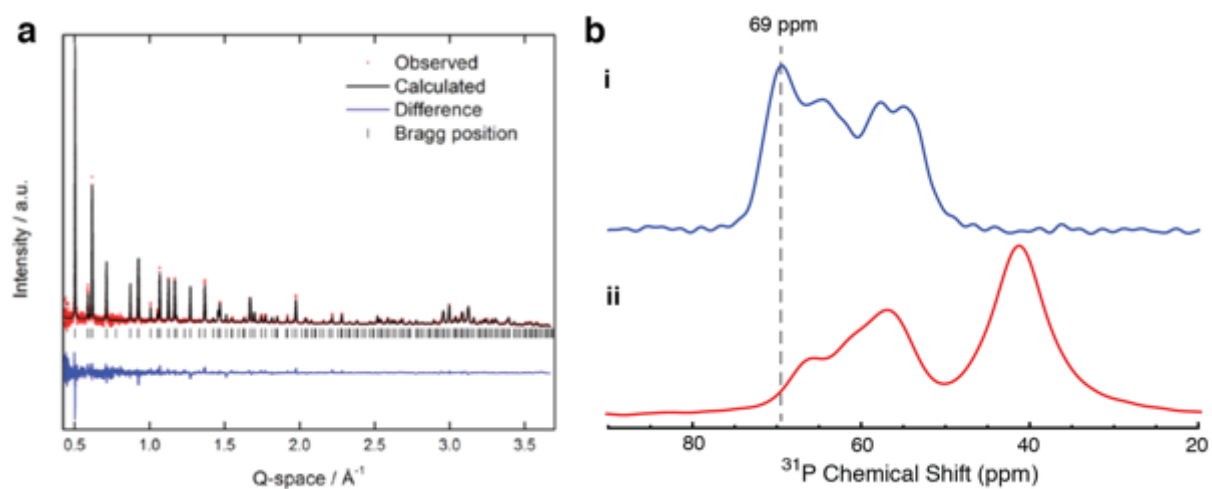 a
Observed
Calculated
Difference
Bragg position
Intensity / a.u.
0.5 1.0 1.5 2.0 2.5 3.0 3.5
Q-space / Å⁻¹
b
69 ppm
i
ii
80 60 40 20
³¹P Chemical Shift (ppm)